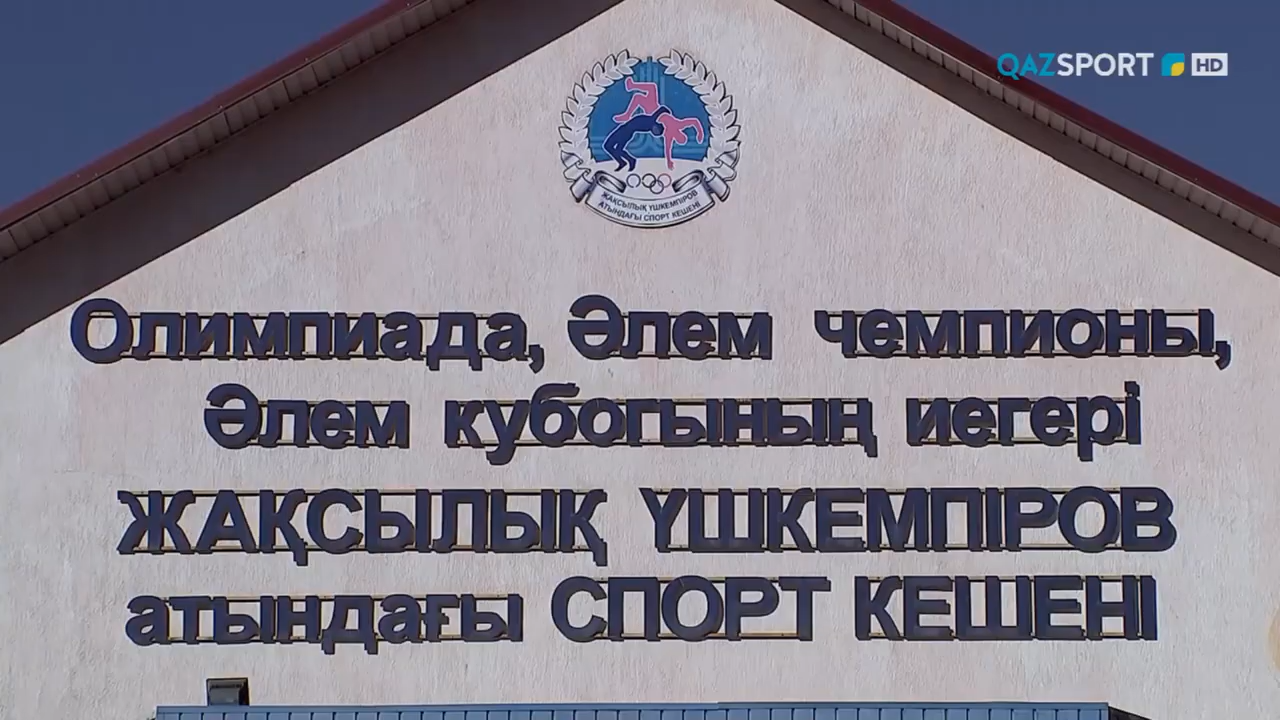 QAZSPORT HD
ЖАҚСЫЛЫҚ ҮШКЕМПІРОВ
АТЫНДАҒЫ СПОРТ КЕШЕНІ
Олимпиада, Әлем чемпионы,
Әлем кубогының иегері
ЖАҚСЫЛЫҚ ҮШКЕМПІРОВ
атындағы СПОРТ КЕШЕНІ